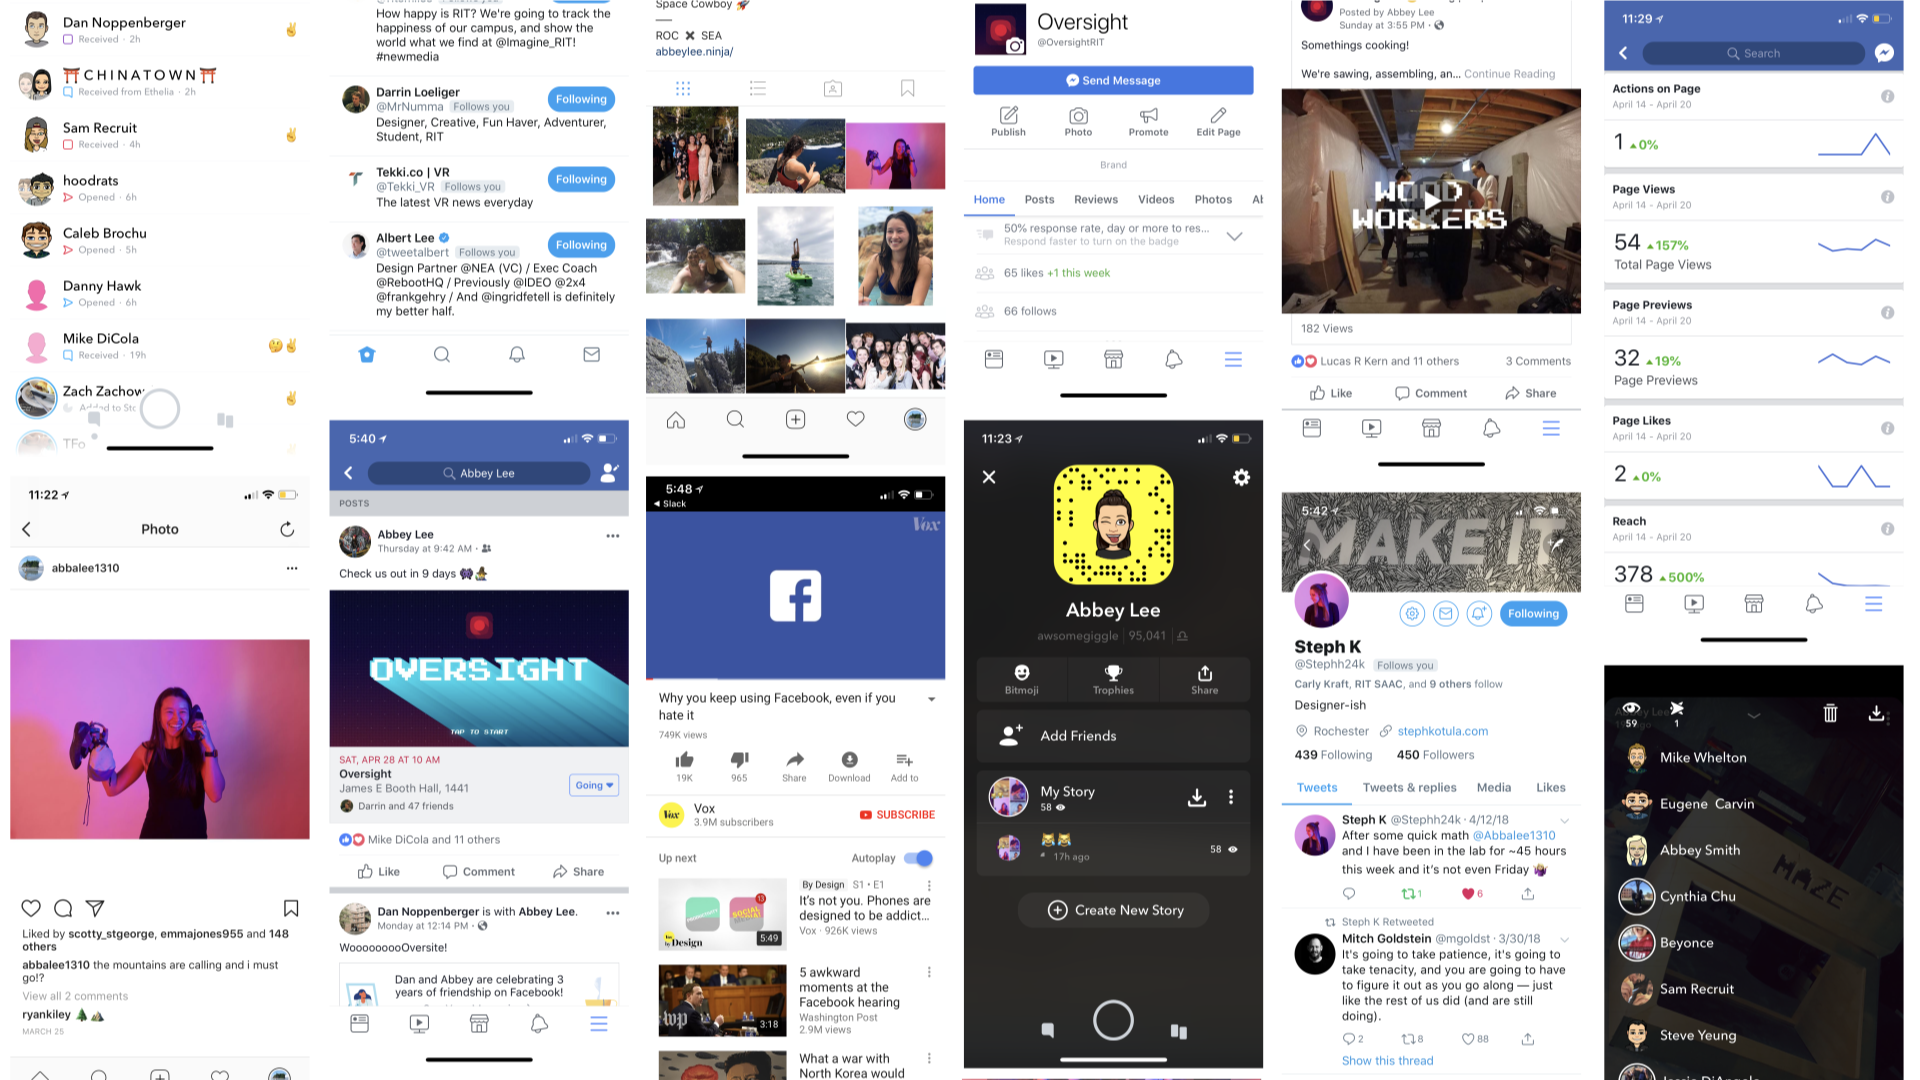 Dan Noppenberger
Received · 2h
⛩CHINATOWN⛩
Received from Ethelia · 2h
Sam Recruit
Received · 4h
hoodrats
Opened · 6h
Caleb Brochu
Opened · 5h
Danny Hawk
Opened · 6h
Mike DiCola
Received · 19h
Zach Zachow
TFo
11:22
Photo
abbalee1310
Liked by scotty_stgeorge, emmajones955 and 148
others
abbalee1310 the mountains are calling and i must
go!?
View all 2 comments
ryankiley 🌲⛰
MARCH 25
How happy is RIT? We're going to track the
happiness of our campus, and show the
world what we find at @Imagine_RIT!
#newmedia
Darrin Loeliger
@MrNumma Follows you
Following
Designer, Creative, Fun Haver, Adventurer,
Student, RIT
Tekki.co | VR
@Tekki_VR Follows you
Following
The latest VR news everyday
Albert Lee
@tweetalbert Follows you
Following
Design Partner @NEA (VC) / Exec Coach
@RebootHQ / Previously @IDEO @2x4
@frankgehry / And @ingridfetell is definitely
my better half.
5:40
Abbey Lee
POSTS
Abbey Lee
Thursday at 9:42 AM ·
Check us out in 9 days
OVERSIGHT
TAP TO START
SAT, APR 28 AT 10 AM
Oversight
James E Booth Hall, 1441
Darrin and 47 friends
Going
Mike DiCola and 11 others
Like
Comment
Share
Dan Noppenberger is with Abbey Lee.
Monday at 12:14 PM ·
WooooooooOversite!
Dan and Abbey are celebrating 3
years of friendship on Facebook!
Space Cowboy 🚀
ROC ✖ SEA
abbeylee.ninja/
5:48
Slack
Vox
Why you keep using Facebook, even if you
hate it
749K views
19K
965
Share
Download
Add to
Vox
3.9M subscribers
SUBSCRIBE
Up next
Autoplay
By Design S1 • E1
It's not you. Phones are
designed to be addict...
Vox · 926K views
by Design
5:49
5 awkward
moments at the
Facebook hearing
Washington Post
2.9M views
wp
3:18
What a war with
North Korea would
Oversight
@OversightRIT
Send Message
Publish
Photo
Promote
Edit Page
Brand
Home
Posts
Reviews
Videos
Photos
50% response rate, day or more to res...
Respond faster to turn on the badge
65 likes +1 this week
66 follows
11:23
Abbey Lee
awsomegiggle | 95,041
Bitmoji
Trophies
Share
Add Friends
My Story
58
17h ago
58
Create New Story
Posted by Abbey Lee
Sunday at 3:55 PM ·
Somethings cooking!
We're sawing, assembling, an... Continue Reading
WOOD
WORKERS
182 Views
Lucas R Kern and 11 others
3 Comments
Like
Comment
Share
5:42
MAKE IT
Following
Steph K
@Stephh24k Follows you
Carly Kraft, RIT SAAC, and 9 others follow
Designer-ish
Rochester
stephkotula.com
439 Following
450 Followers
Tweets
Tweets & replies
Media
Likes
Steph K @Stephh24k · 4/12/18
After some quick math @Abbalee1310
and I have been in the lab for ~45 hours
this week and it's not even Friday
1
6
Steph K Retweeted
Mitch Goldstein @mgoldst · 3/30/18
It's going to take patience, it's going to
take tenacity, and you are going to have
to figure it out as you go along — just
like the rest of us did (and are still
doing).
2
8
88
Show this thread
11:29
Search
Actions on Page
April 14 - April 20
1 ▲0%
Page Views
April 14 - April 20
54 ▲157%
Total Page Views
Page Previews
April 14 - April 20
32 ▲19%
Page Previews
Page Likes
April 14 - April 20
2 ▲0%
Reach
April 14 - April 20
378 ▲500%
59
1
Mike Whelton
Eugene Carvin
Abbey Smith
MAZE
Cynthia Chu
Beyonce
Sam Recruit
Steve Yeung